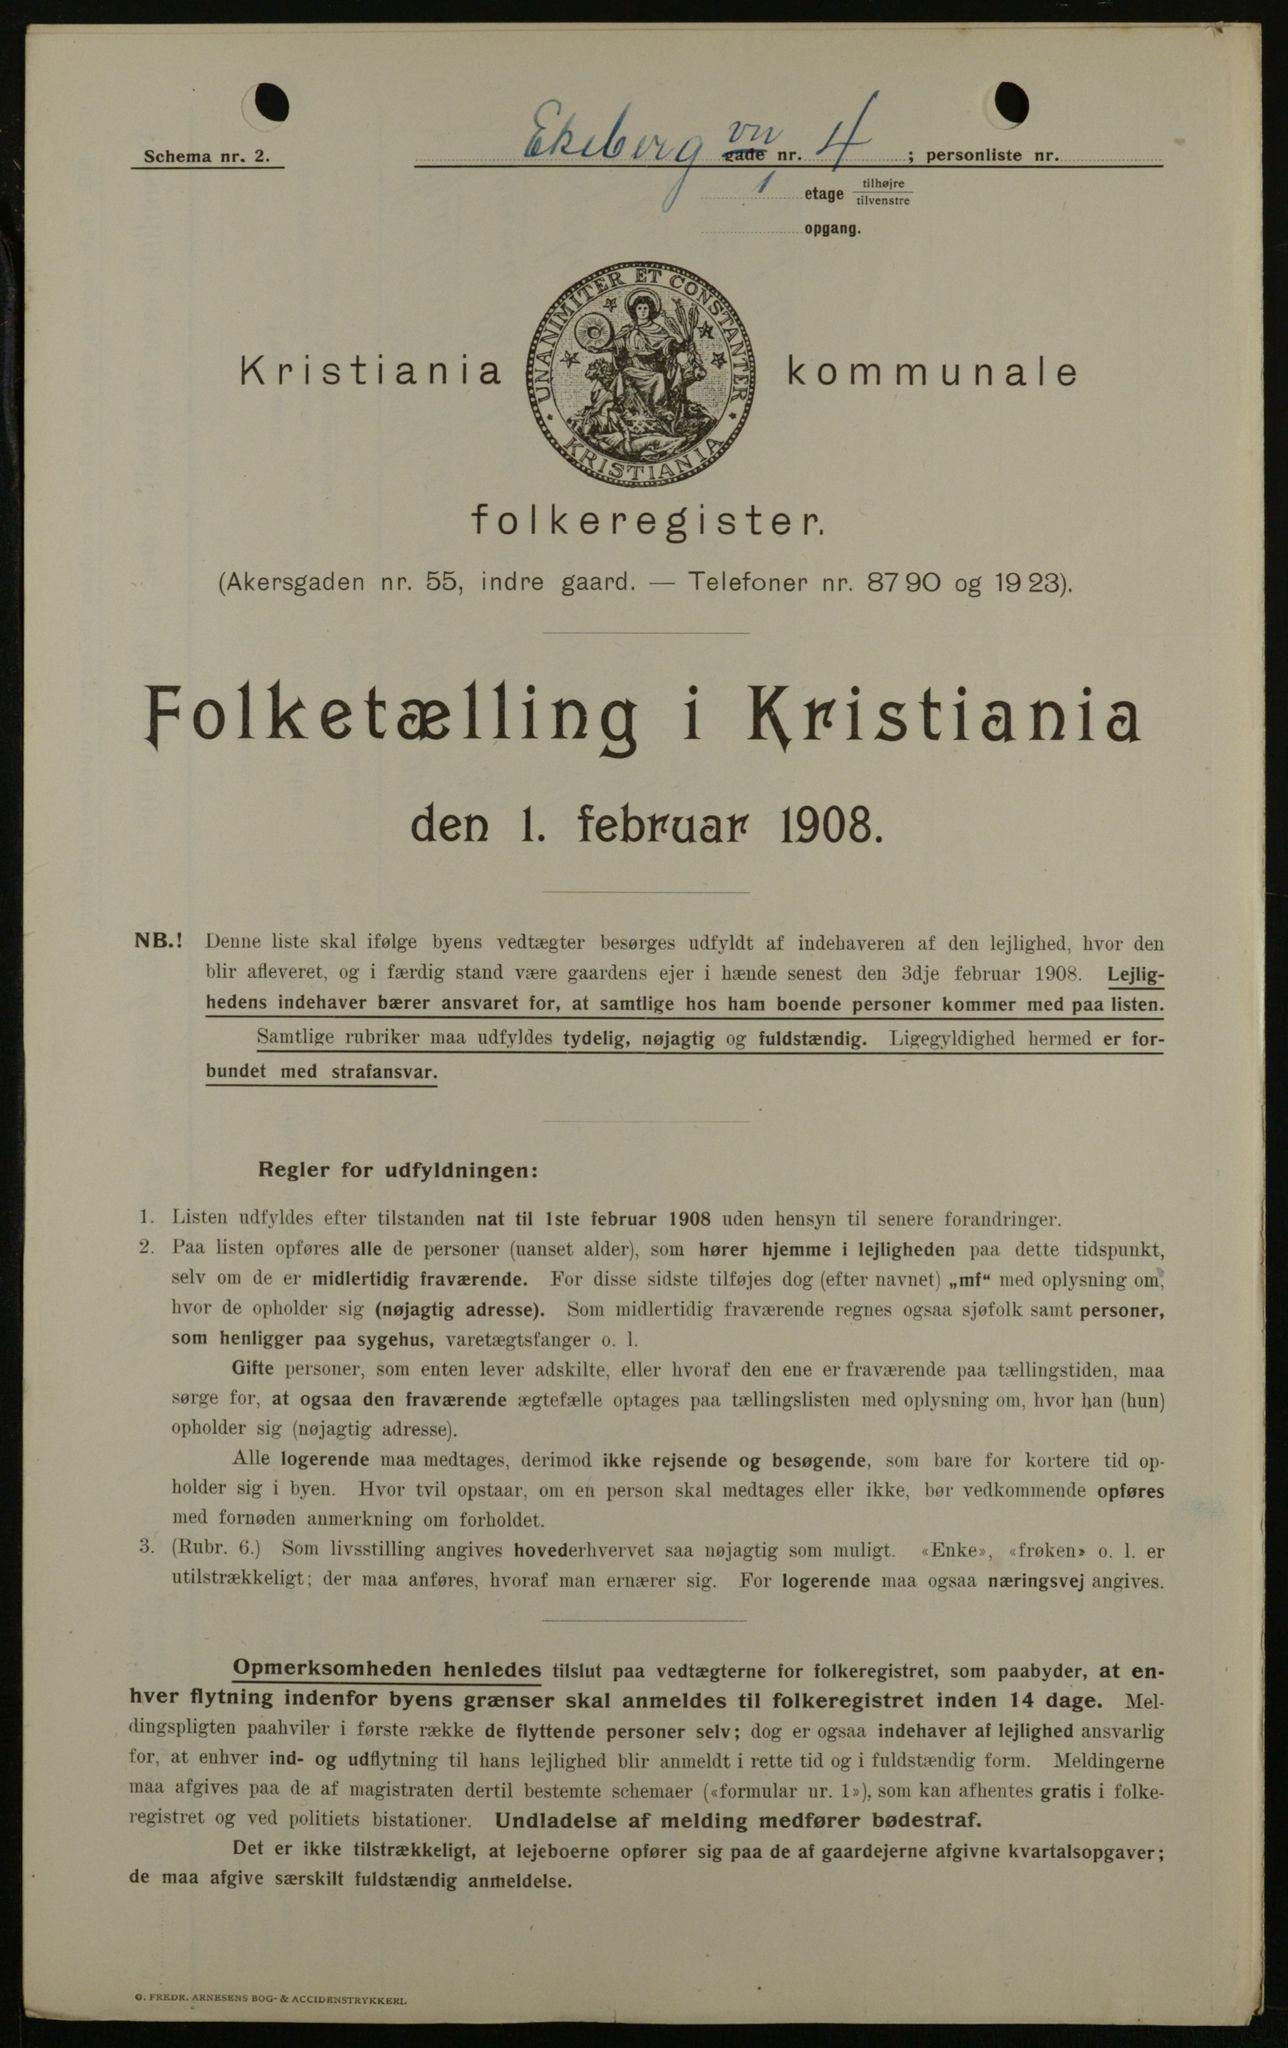 Schema nr. 2.
Ekeberg vn gade nr. 4 ; personliste nr.
1 etage tilhøjre
tilvenstre
opgang.
UNANIMITER ET CONSTANTER
KRISTIANIA
Kristiania kommunale
folkeregister.
(Akersgaden nr. 55, indre gaard. — Telefoner nr. 87 90 og 19 23).
Folketælling i Kristiania
den 1. februar 1908.
NB.! Denne liste skal ifølge byens vedtægter besørges udfyldt af indehaveren af den lejlighed, hvor den
blir afleveret, og i færdig stand være gaardens ejer i hænde senest den 3dje februar 1908. Lejlig-
hedens indehaver bærer ansvaret for, at samtlige hos ham boende personer kommer med paa listen.
Samtlige rubriker maa udfyldes tydelig, nøjagtig og fuldstændig. Ligegyldighed hermed er for-
bundet med strafansvar.
Regler for udfyldningen:
1. Listen udfyldes efter tilstanden nat til 1ste februar 1908 uden hensyn til senere forandringer.
2. Paa listen opføres alle de personer (uanset alder), som hører hjemme i lejligheden paa dette tidspunkt,
selv om de er midlertidig fraværende. For disse sidste tilføjes dog (efter navnet) „mf“ med oplysning om,
hvor de opholder sig (nøjagtig adresse). Som midlertidig fraværende regnes ogsaa sjøfolk samt personer,
som henligger paa sygehus, varetægtsfanger o. l.
Gifte personer, som enten lever adskilte, eller hvoraf den ene er fraværende paa tællingstiden, maa
sørge for, at ogsaa den fraværende ægtefælle optages paa tællingslisten med oplysning om, hvor han (hun)
opholder sig (nøjagtig adresse).
Alle logerende maa medtages, derimod ikke rejsende og besøgende, som bare for kortere tid op-
holder sig i byen. Hvor tvil opstaar, om en person skal medtages eller ikke, bør vedkommende opføres
med fornøden anmerkning om forholdet.
3. (Rubr. 6.) Som livsstilling angives hovederhvervet saa nøjagtig som muligt. «Enke», «frøken» o. l. er
utilstrækkeligt; der maa anføres, hvoraf man ernærer sig. For logerende maa ogsaa næringsvej angives.
Opmerksomheden henledes tilslut paa vedtægterne for folkeregistret, som paabyder, at en-
hver flytning indenfor byens grænser skal anmeldes til folkeregistret inden 14 dage. Mel-
dingspligten paahviler i første række de flyttende personer selv; dog er ogsaa indehaver af lejlighed ansvarlig
for, at enhver ind- og udflytning til hans lejlighed blir anmeldt i rette tid og i fuldstændig form. Meldingerne
maa afgives paa de af magistraten dertil bestemte schemaer («formular nr. 1»), som kan afhentes gratis i folke-
registret og ved politiets bistationer. Undladelse af melding medfører bødestraf.
Det er ikke tilstrækkeligt, at lejeboerne opfører sig paa de af gaardejerne afgivne kvartalsopgaver;
de maa afgive særskilt fuldstændig anmeldelse.
O. FREDR. ARNESENS BOG- & ACCIDENSTRYKKERI.